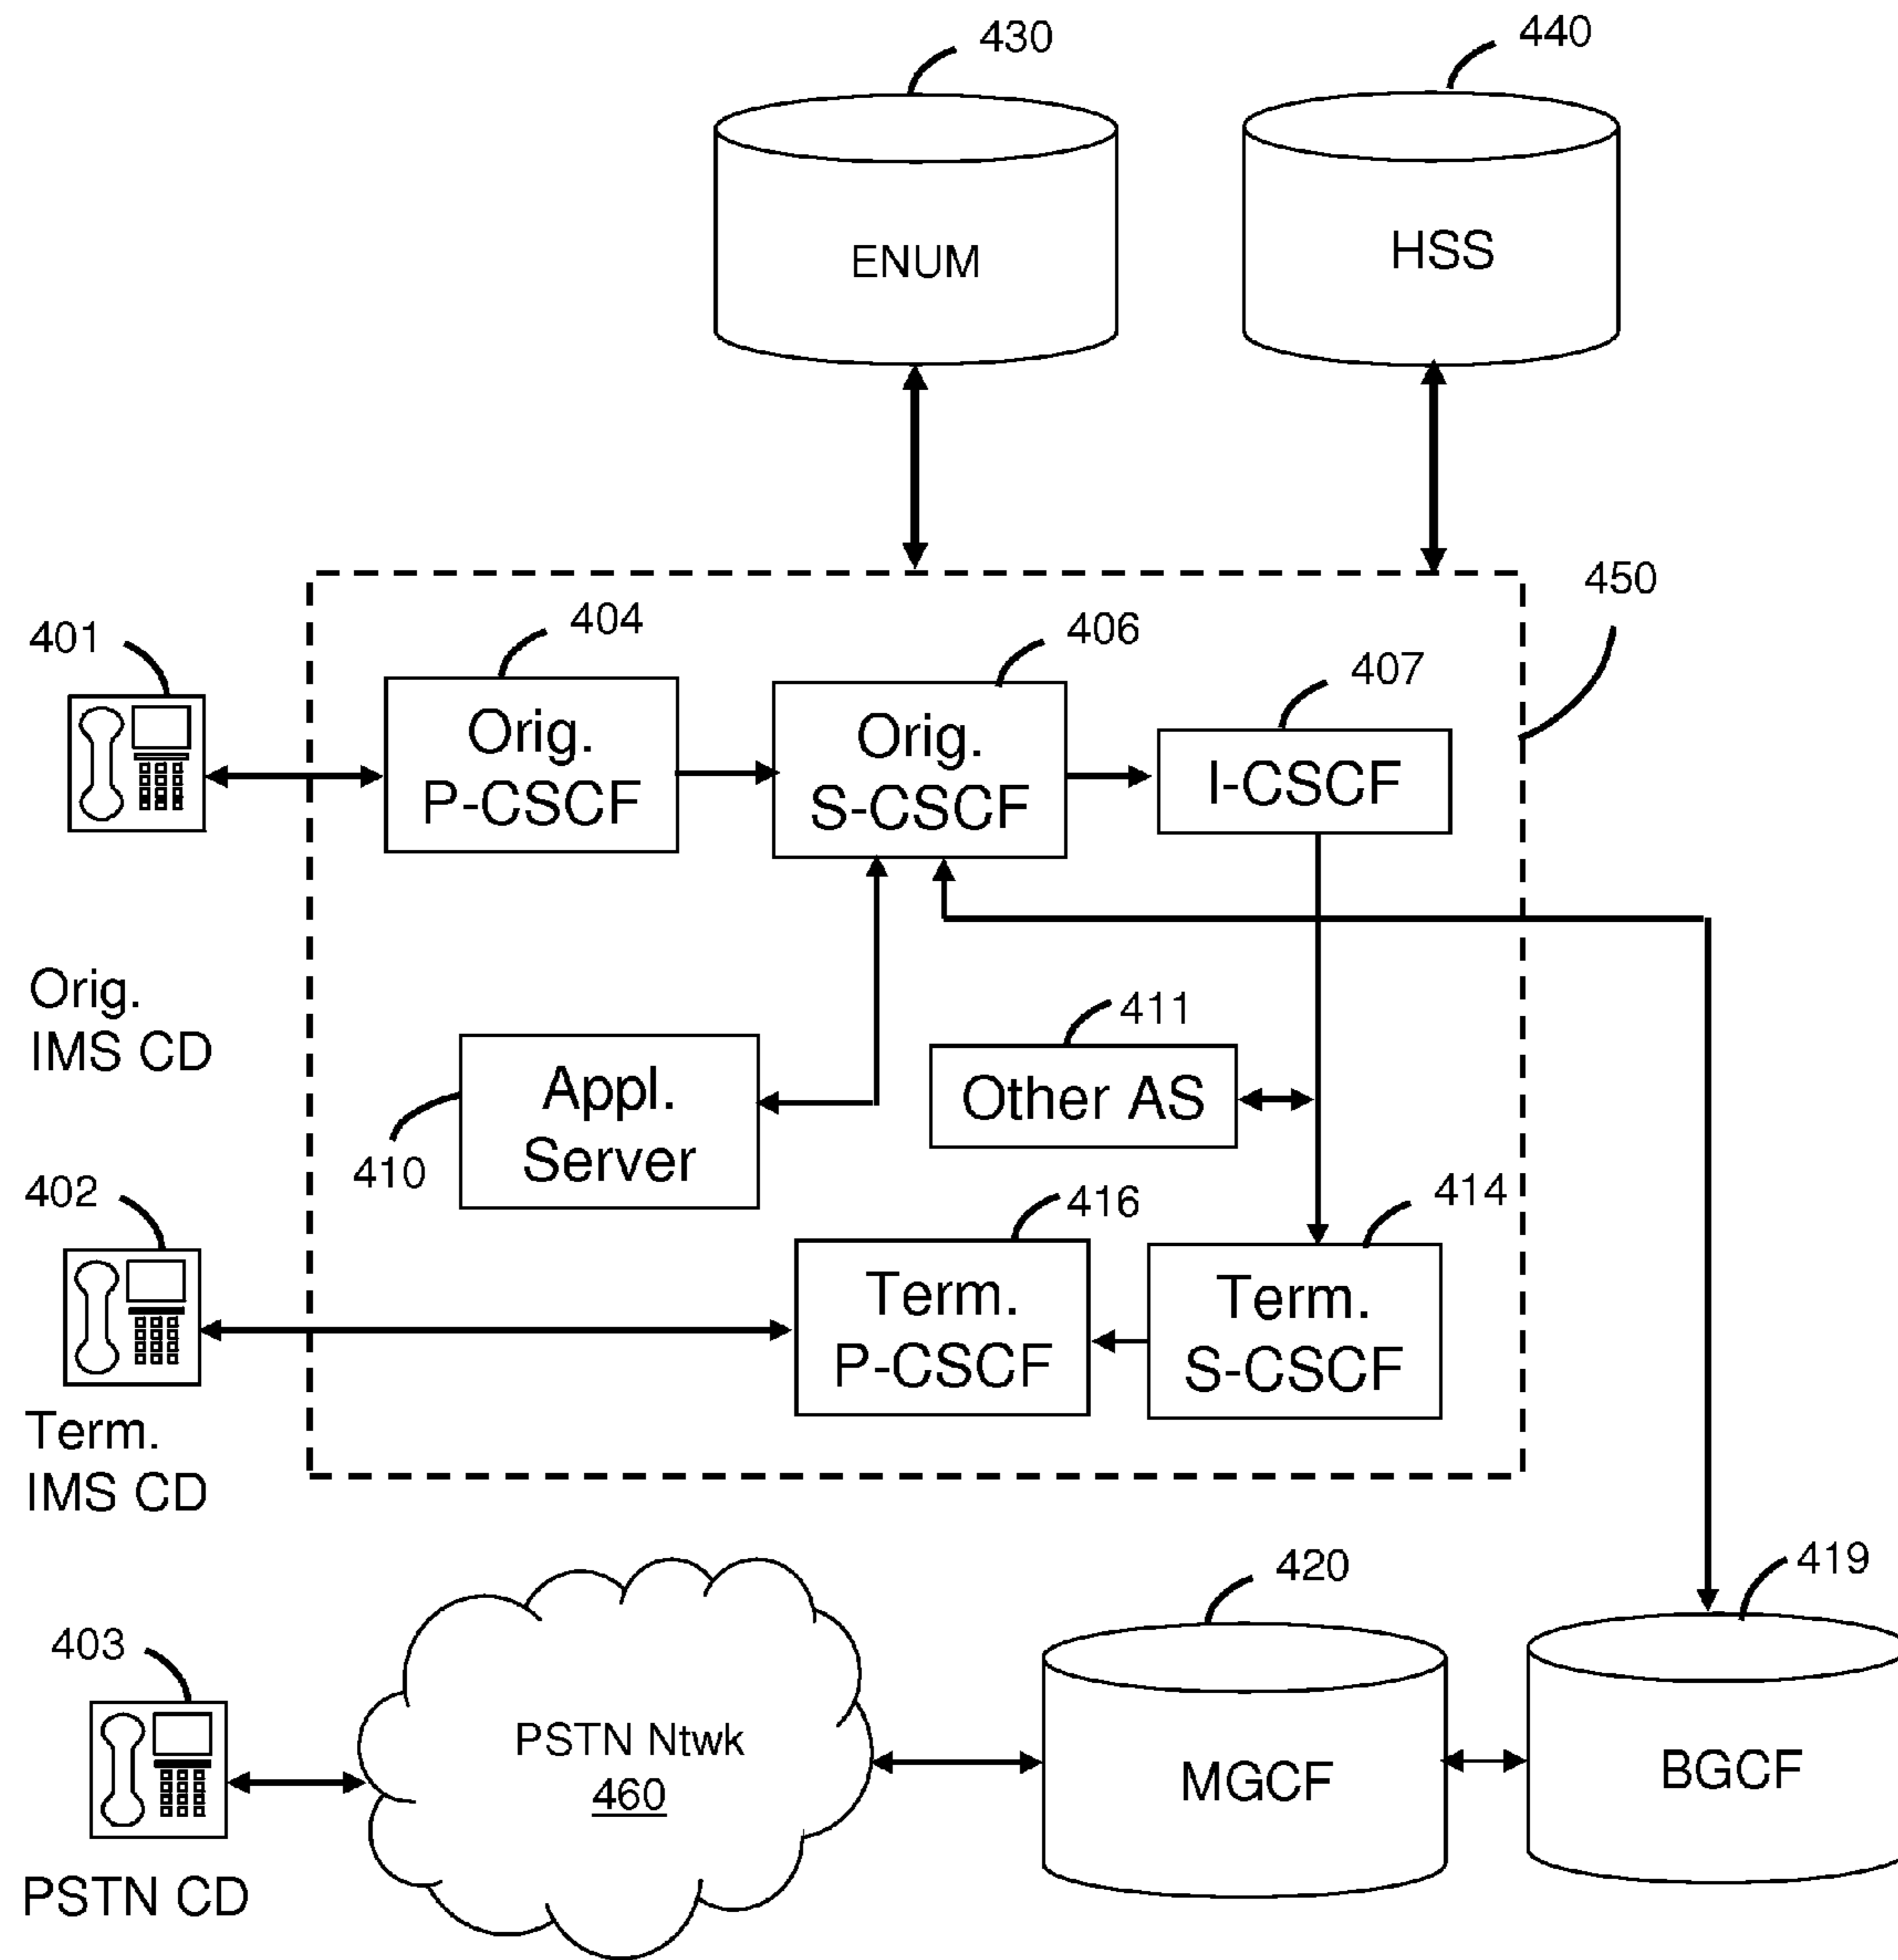 430
440
ENUM
HSS
450
401
404
406
407
Orig.
P-CSCF
Orig.
S-CSCF
I-CSCF
Orig.
IMS CD
411
Appl.
Server
Other AS
410
402
416
414
Term.
P-CSCF
Term.
S-CSCF
Term.
IMS CD
420
419
403
PSTN Ntwk
460
MGCF
BGCF
PSTN CD